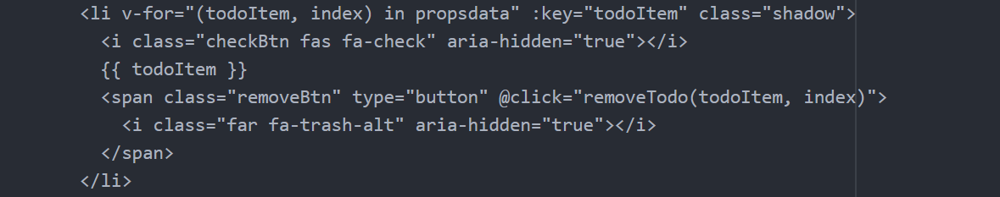 <li v-for="(todoItem, index) in propsdata" :key="todoItem" class="shadow">
<i class="checkBtn fas fa-check" aria-hidden="true"></i>
{{ todoItem }}
<span class="removeBtn" type="button" @click="removeTodo(todoItem, index)">
<i class="far fa-trash-alt" aria-hidden="true"></i>
</span>
</li>